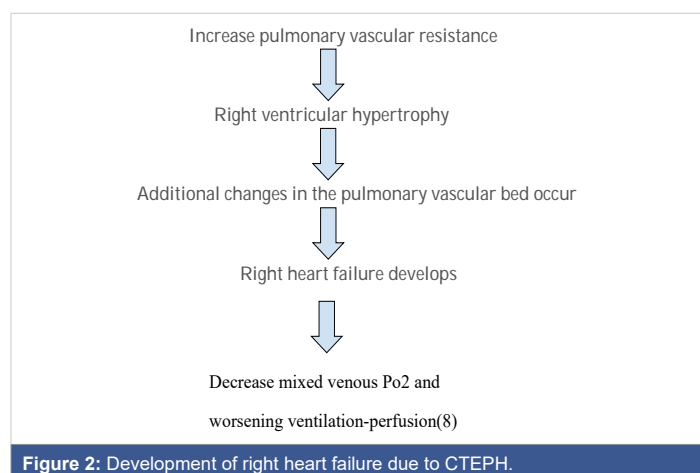 Increase pulmonary vascular resistance
Right ventricular hypertrophy
Additional changes in the pulmonary vascular bed occur
Right heart failure develops
Decrease mixed venous Po2 and
worsening ventilation-perfusion(8)
Figure 2: Development of right heart failure due to CTEPH.